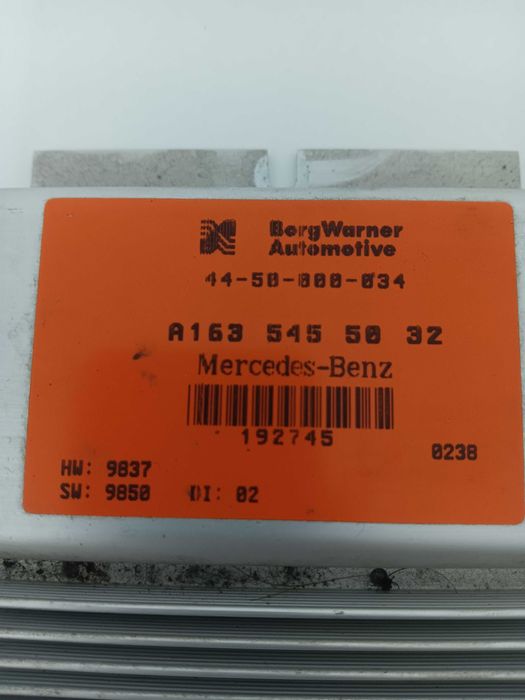 BorgWarner
Automotive
44-50-000-034
A163 545 50 32
Mercedes-Benz
192745
0238
HW: 9837
SW: 9850 DI: 02